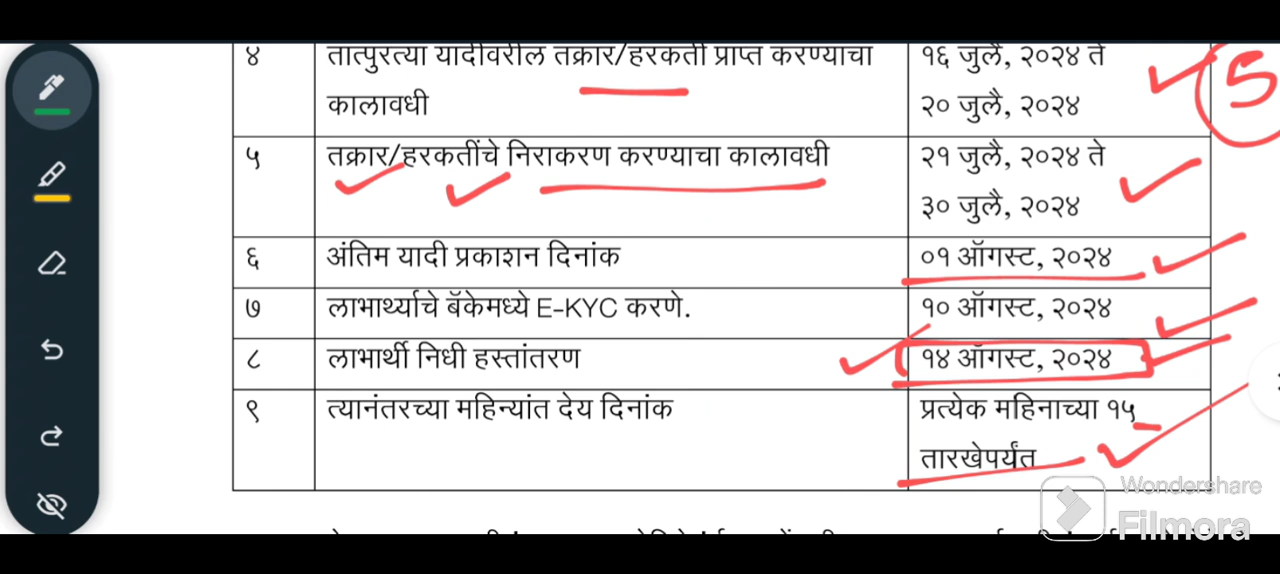 ४ तात्पुरत्या यादीवरील तक्रार/हरकती प्राप्त करण्याचा १६ जुलै, २०२४ ते
कालावधी २० जुलै, २०२४
5
५ तक्रार/हरकतींचे निराकरण करण्याचा कालावधी २१ जुलै, २०२४ ते
३० जुलै, २०२४
६ अंतिम यादी प्रकाशन दिनांक ०१ ऑगस्ट, २०२४
७ लाभार्थ्याचे बॅकेमध्ये E-KYC करणे. १० ऑगस्ट, २०२४
८ लाभार्थी निधी हस्तांतरण १४ ऑगस्ट, २०२४
९ त्यानंतरच्या महिन्यांत देय दिनांक प्रत्येक महिनाच्या १५
तारखेपर्यंत
Wondershare
Filmora